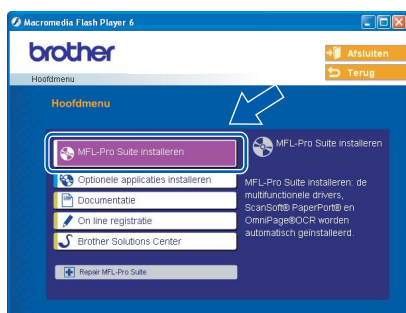 Macromedia Flash Player 6
brother
Afsluiten
Hoofdmenu
Terug
Hoofdmenu
MFL-Pro Suite installeren
Optionele applicaties installeren
Documentatie
On line registratie
Brother Solutions Center
Repair MFL-Pro Suite
MFL-Pro Suite installeren
MFL-Pro Suite installeren: de
multifunctionele drivers,
ScanSoft® PaperPort® en
OmniPage®OCR worden
automatisch geïnstalleerd.